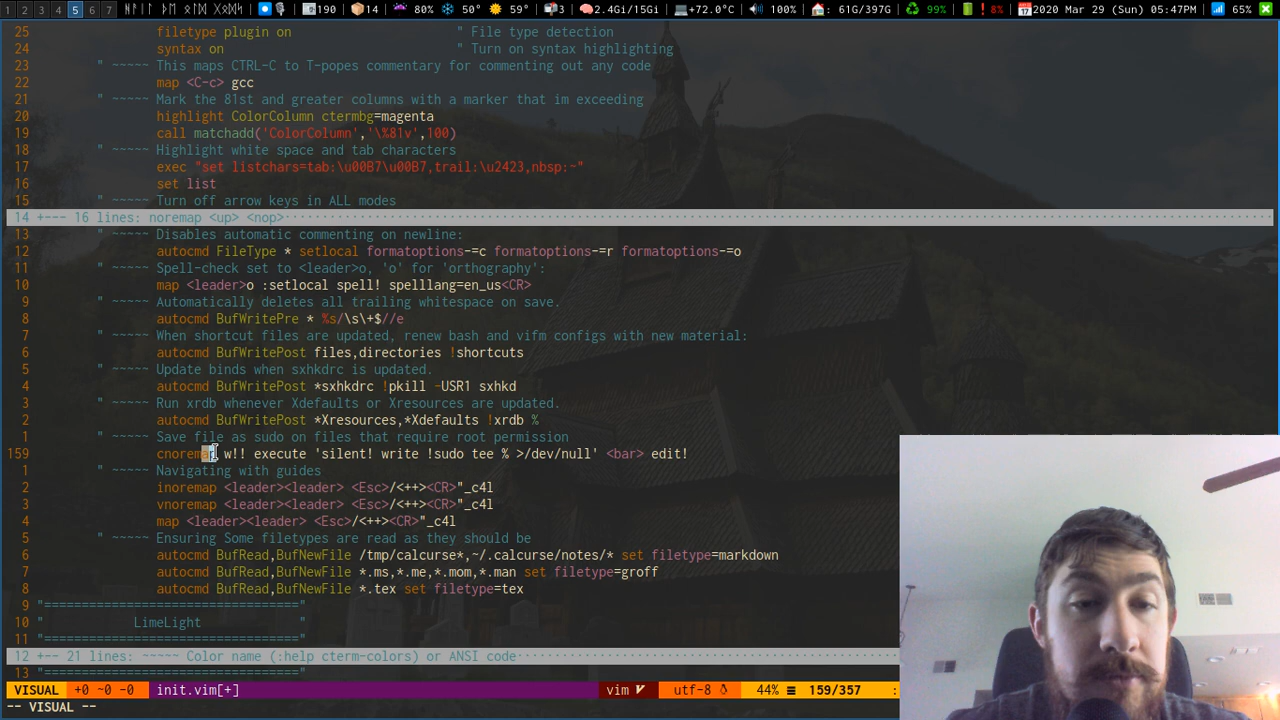 1 2 3 4 5 6 7 190 14 80% 50° 59° 3 2.4Gi/15Gi +72.0°C 100% : 61G/397G 99% ! 8% 2020 Mar 29 (Sun) 05:47PM 65%
25 filetype plugin on " File type detection
24 syntax on " Turn on syntax highlighting
23 " ~~~~~ This maps CTRL-C to T-popes commentary for commenting out any code
22 map <C-c> gcc
21 " ~~~~~ Mark the 81st and greater columns with a marker that im exceeding
20 highlight ColorColumn ctermbg=magenta
19 call matchadd('ColorColumn','\%81v',100)
18 " ~~~~~ Highlight white space and tab characters
17 exec "set listchars=tab:\u00B7\u00B7,trail:\u2423,nbsp:~"
16 set list
15 " ~~~~~ Turn off arrow keys in ALL modes
14 +--- 16 lines: noremap <up> <nop>
13 " ~~~~~ Disables automatic commenting on newline:
12 autocmd FileType * setlocal formatoptions-=c formatoptions-=r formatoptions-=o
11 " ~~~~~ Spell-check set to <leader>o, 'o' for 'orthography':
10 map <leader>o :setlocal spell! spelllang=en_us<CR>
9 " ~~~~~ Automatically deletes all trailing whitespace on save.
8 autocmd BufWritePre * %s/\s\+$//e
7 " ~~~~~ When shortcut files are updated, renew bash and vifm configs with new material:
6 autocmd BufWritePost files,directories !shortcuts
5 " ~~~~~ Update binds when sxhkdrc is updated.
4 autocmd BufWritePost *sxhkdrc !pkill -USR1 sxhkd
3 " ~~~~~ Run xrdb whenever Xdefaults or Xresources are updated.
2 autocmd BufWritePost *Xresources,*Xdefaults !xrdb %
1 " ~~~~~ Save file as sudo on files that require root permission
159 cnoremap w!! execute 'silent! write !sudo tee % >/dev/null' <bar> edit!
1 " ~~~~~ Navigating with guides
2 inoremap <leader><leader> <Esc>/<++><CR>"_c4l
3 vnoremap <leader><leader> <Esc>/<++><CR>"_c4l
4 map <leader><leader> <Esc>/<++><CR>"_c4l
5 " ~~~~~ Ensuring Some filetypes are read as they should be
6 autocmd BufRead,BufNewFile /tmp/calcurse*,~/.calcurse/notes/* set filetype=markdown
7 autocmd BufRead,BufNewFile *.ms,*.me,*.mom,*.man set filetype=groff
8 autocmd BufRead,BufNewFile *.tex set filetype=tex
9 "=================================="
10 " LimeLight "
11 "=================================="
12 +-- 21 lines: ~~~~~ Color name (:help cterm-colors) or ANSI code
13 "=================================="
VISUAL +0 ~0 -0 init.vim[+] vim utf-8 44% 159/357 :
-- VISUAL --